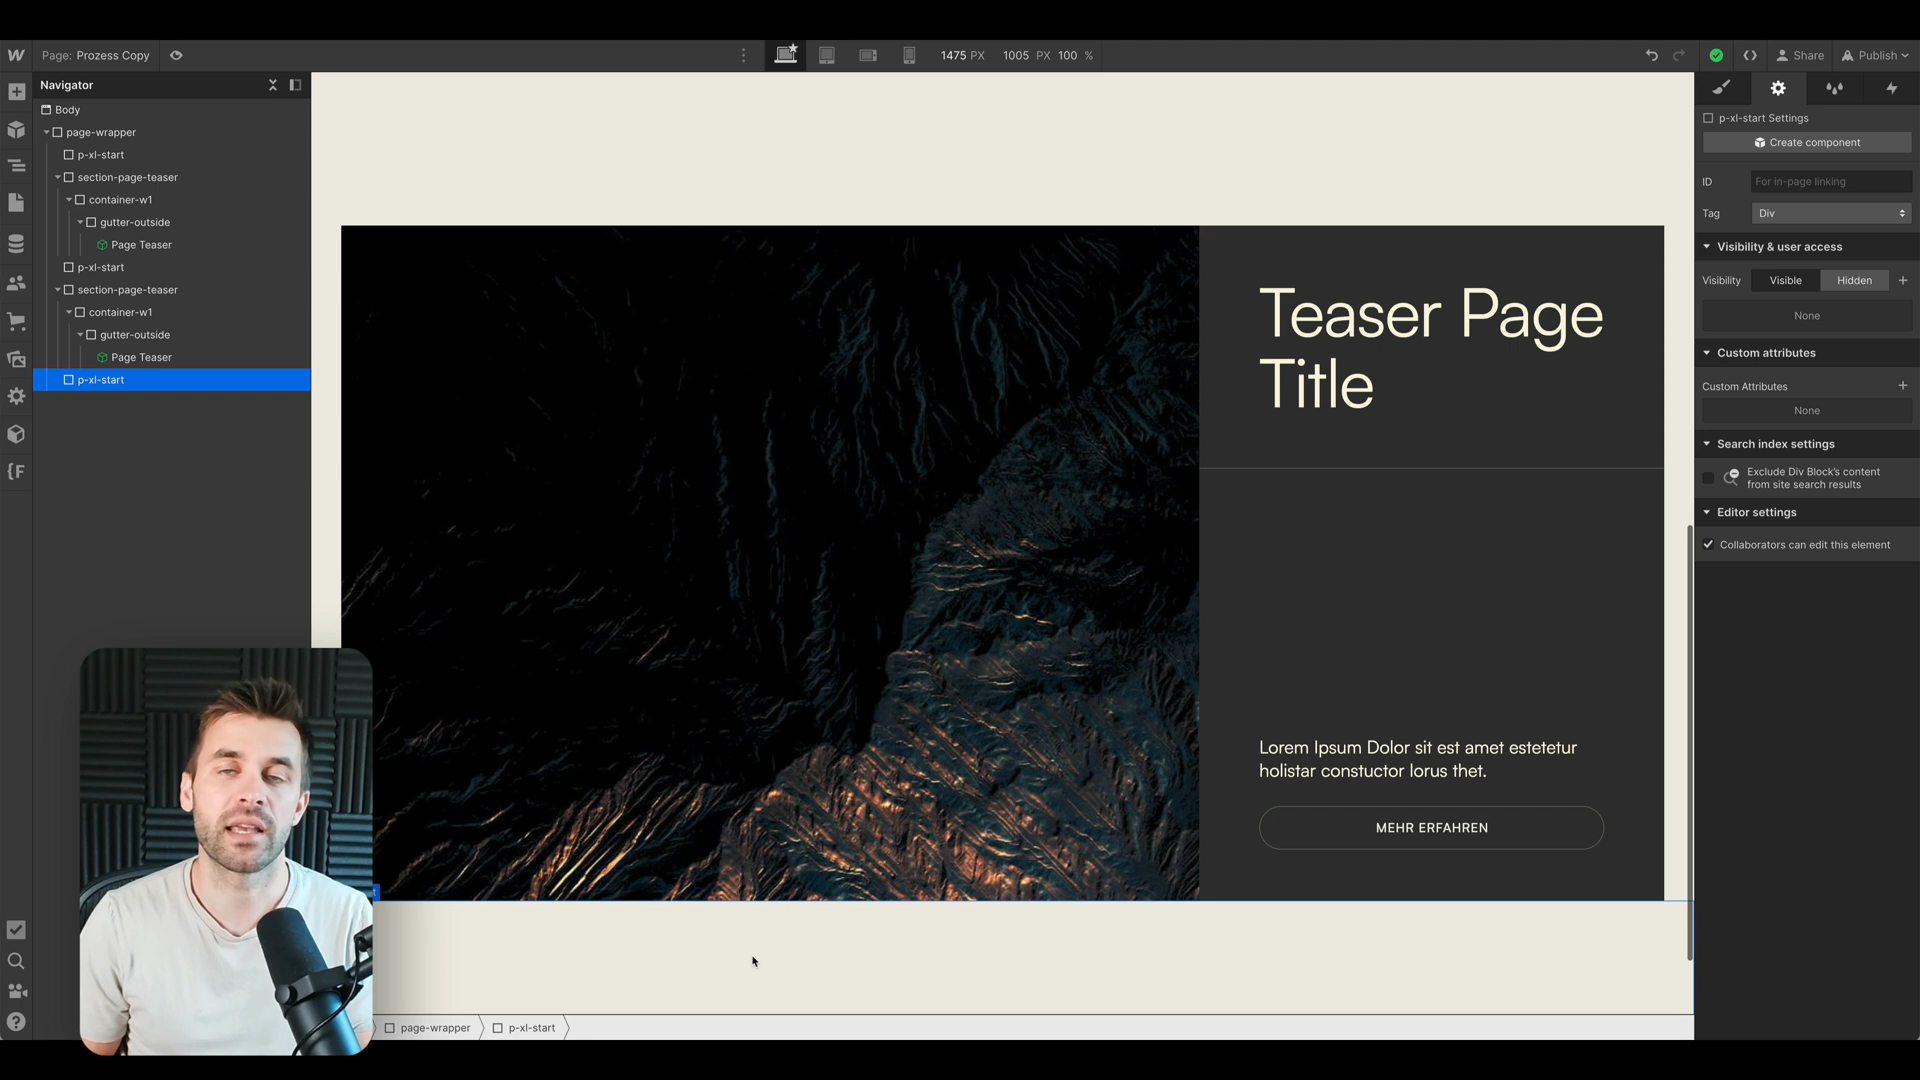 Page: Prozess Copy
1475 PX 1005 PX 100 %
Share
Publish
Navigator
Body
page-wrapper
p-xl-start
section-page-teaser
container-w1
gutter-outside
Page Teaser
p-xl-start
section-page-teaser
container-w1
gutter-outside
Page Teaser
p-xl-start
Teaser Page
Title
Lorem Ipsum Dolor sit est amet estetetur
holistar constuctor lorus thet.
MEHR ERFAHREN
page-wrapper
p-xl-start
p-xl-start Settings
Create component
ID For in-page linking
Tag Div
Visibility & user access
Visibility Visible Hidden
None
Custom attributes
Custom Attributes
None
Search index settings
Exclude Div Block's content
from site search results
Editor settings
Collaborators can edit this element